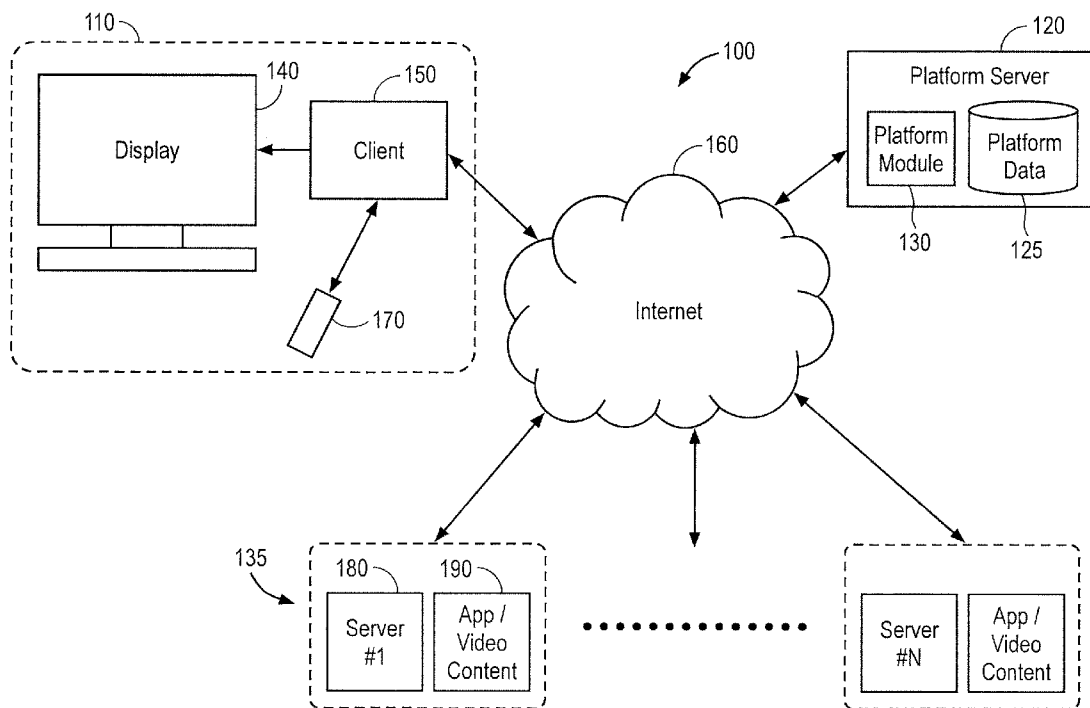 110
140
150
Display
Client
170
100
160
Internet
120
Platform Server
Platform
Module
Platform
Data
130
125
135
180
190
Server
#1
App /
Video
Content
Server
#N
App /
Video
Content